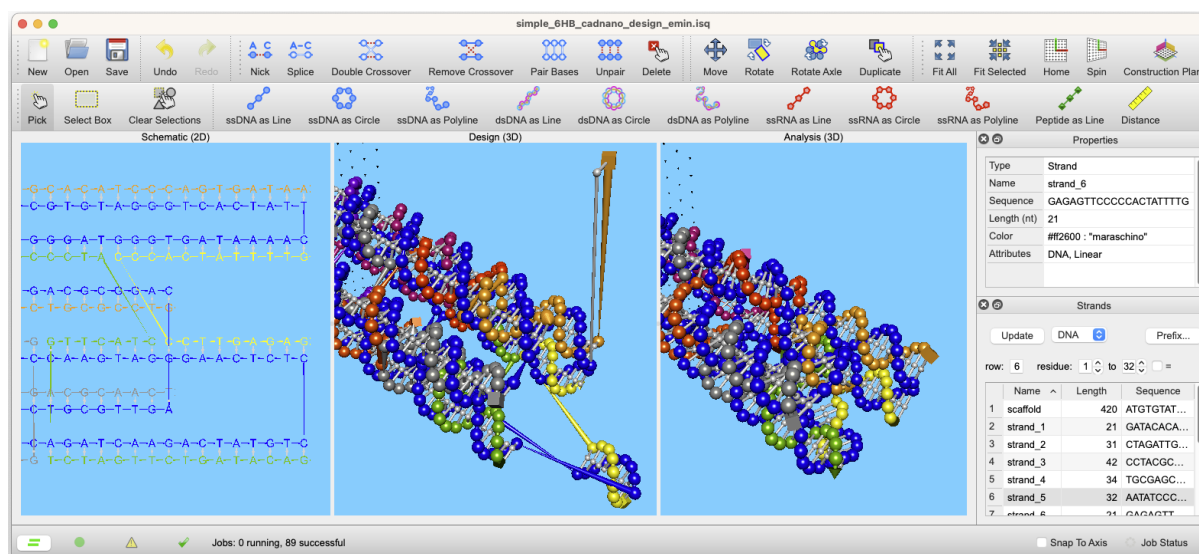 simple_6HB_cadnano_design_emin.isq
New Open Save Undo Redo Nick Splice Double Crossover Remove Crossover Pair Bases Unpair Delete Move Rotate Rotate Axle Duplicate Fit All Fit Selected Home Spin Construction Plan
Pick Select Box Clear Selections ssDNA as Line ssDNA as Circle ssDNA as Polyline dsDNA as Line dsDNA as Circle dsDNA as Polyline ssRNA as Line ssRNA as Circle ssRNA as Polyline Peptide as Line Distance
Schematic (2D) Design (3D) Analysis (3D) Properties
Type Strand
Name strand_6
Sequence GAGAGTTCCCCCACTATTTTG
Length (nt) 21
Color #ff2600 : "maraschino"
Attributes DNA, Linear
G-C-A-C-A-T-C-C-C-A-G-T-G-A-T-A-A
C-G-T-G-T-A-G-G-G-T-C-A-C-T-A-T-T
G-G-G-A-T-G-G-G-T-G-A-T-A-A-A-A-C
C-C-C-T-A C-C-C-A-C-T-A-T-T-T-T-G
G-A-C-G-C-G-G-A-C
C-T-G-C-G-C-C
G-G-T-T-C-A-T-C C-C-T-T-G-A-G-A-G
C-C-A-A-G-T-A-G-G-G-A-A-C-T-C-T-C
A-C-G-C-A-A-C-T
C-T-G-C-G-T-T-G-A
C-A-G-A-T-C-A-A-G-A-C-T-A-T-G-T-C
G-T-C-T-A-G-T-T-C-T-G-A-T-A-C-A-G
Strands
Update DNA Prefix...
row: 6 residue: 1 to 32 =
Name Length Sequence
1 scaffold 420 ATGTGTAT...
2 strand_1 21 GATACACA...
3 strand_2 31 CTAGATTG...
4 strand_3 42 CCTACGC...
5 strand_4 34 TGCGAGC...
6 strand_5 32 AATATCCC...
7 strand_6 21 GAGAGTT...
Jobs: 0 running, 89 successful Snap To Axis Job Status